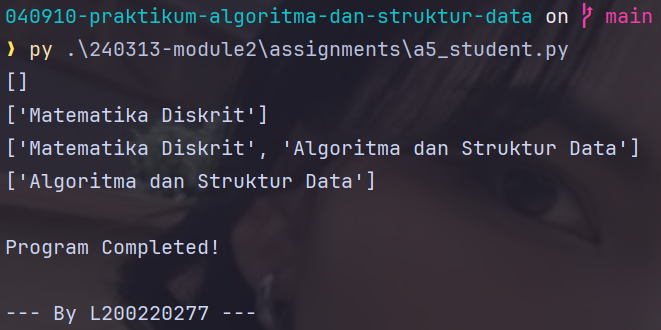 040910-praktikum-algoritma-dan-struktur-data on main
❯ py .\240313-module2\assignments\a5_student.py
[]
['Matematika Diskrit']
['Matematika Diskrit', 'Algoritma dan Struktur Data']
['Algoritma dan Struktur Data']
Program Completed!
--- By L200220277 ---